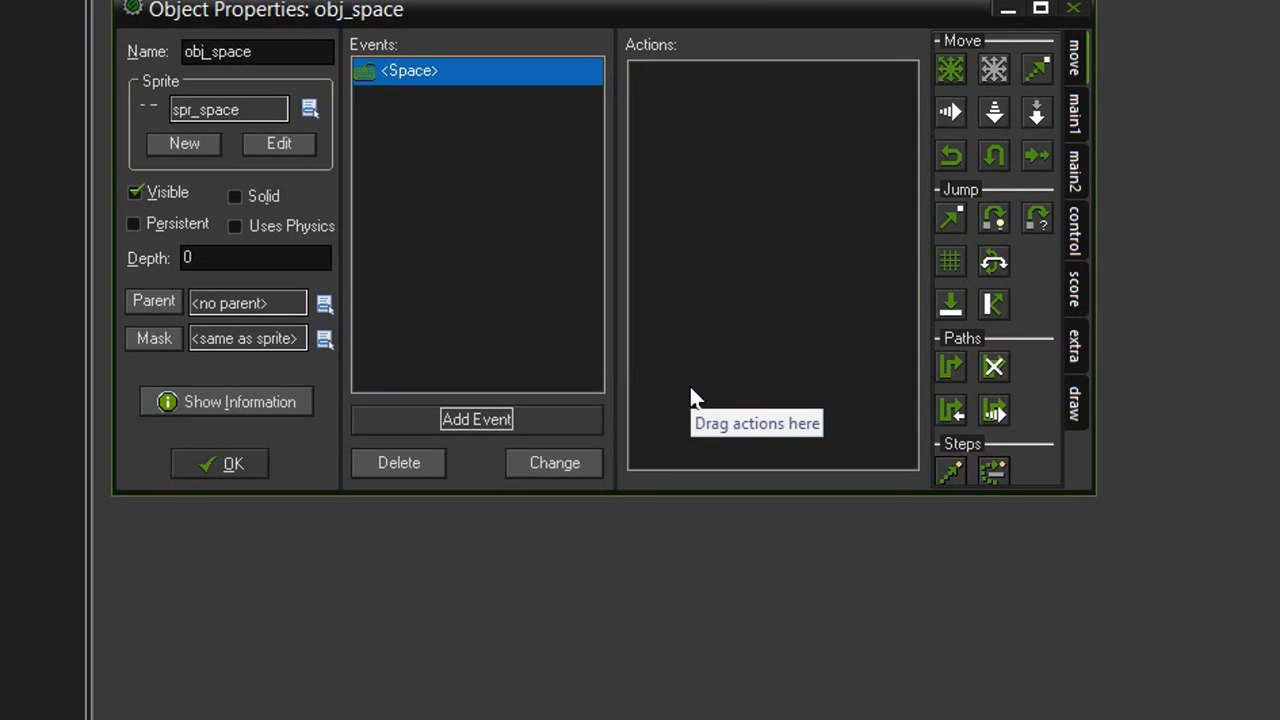 Object Properties: obj_space
Name: obj_space
Sprite
spr_space
New Edit
Visible Solid
Persistent Uses Physics
Depth: 0
Parent <no parent>
Mask <same as sprite>
Show Information
OK
Events:
<Space>
Add Event
Delete Change
Actions:
Drag actions here
Move
Jump
Paths
Steps
move
main1
main2
control
score
extra
draw